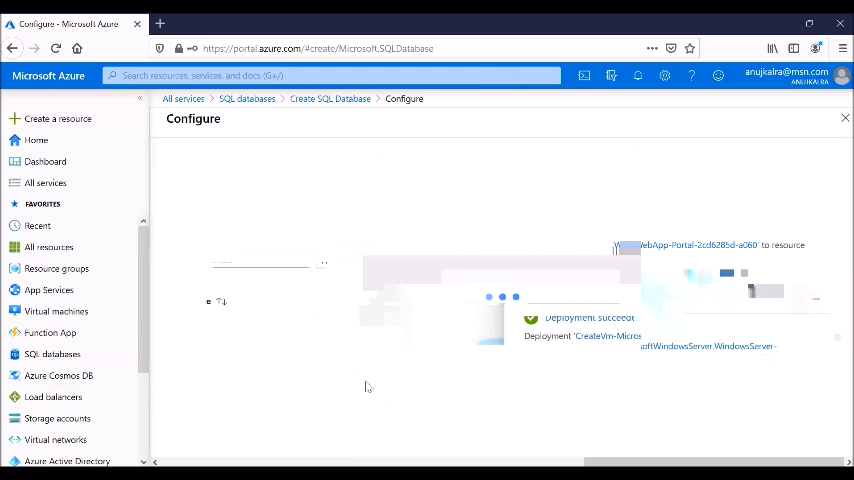 Configure - Microsoft Azure
https://portal.azure.com/#create/Microsoft.SQLDatabase
Microsoft Azure
Search resources, services, and docs (G+/)
anujkalra@msn.com
ANUJKALRA
All services > SQL databases > Create SQL Database > Configure
Configure
Create a resource
Home
Dashboard
All services
FAVORITES
Recent
All resources
Resource groups
App Services
Virtual machines
Function App
SQL databases
Azure Cosmos DB
Load balancers
Storage accounts
Virtual networks
Azure Active Directory
ebApp-Portal-2cd6285d-a060' to resource
e
Deployment succeede
Deployment 'CreateVm-Micros
softWindowsServer.WindowsServer-